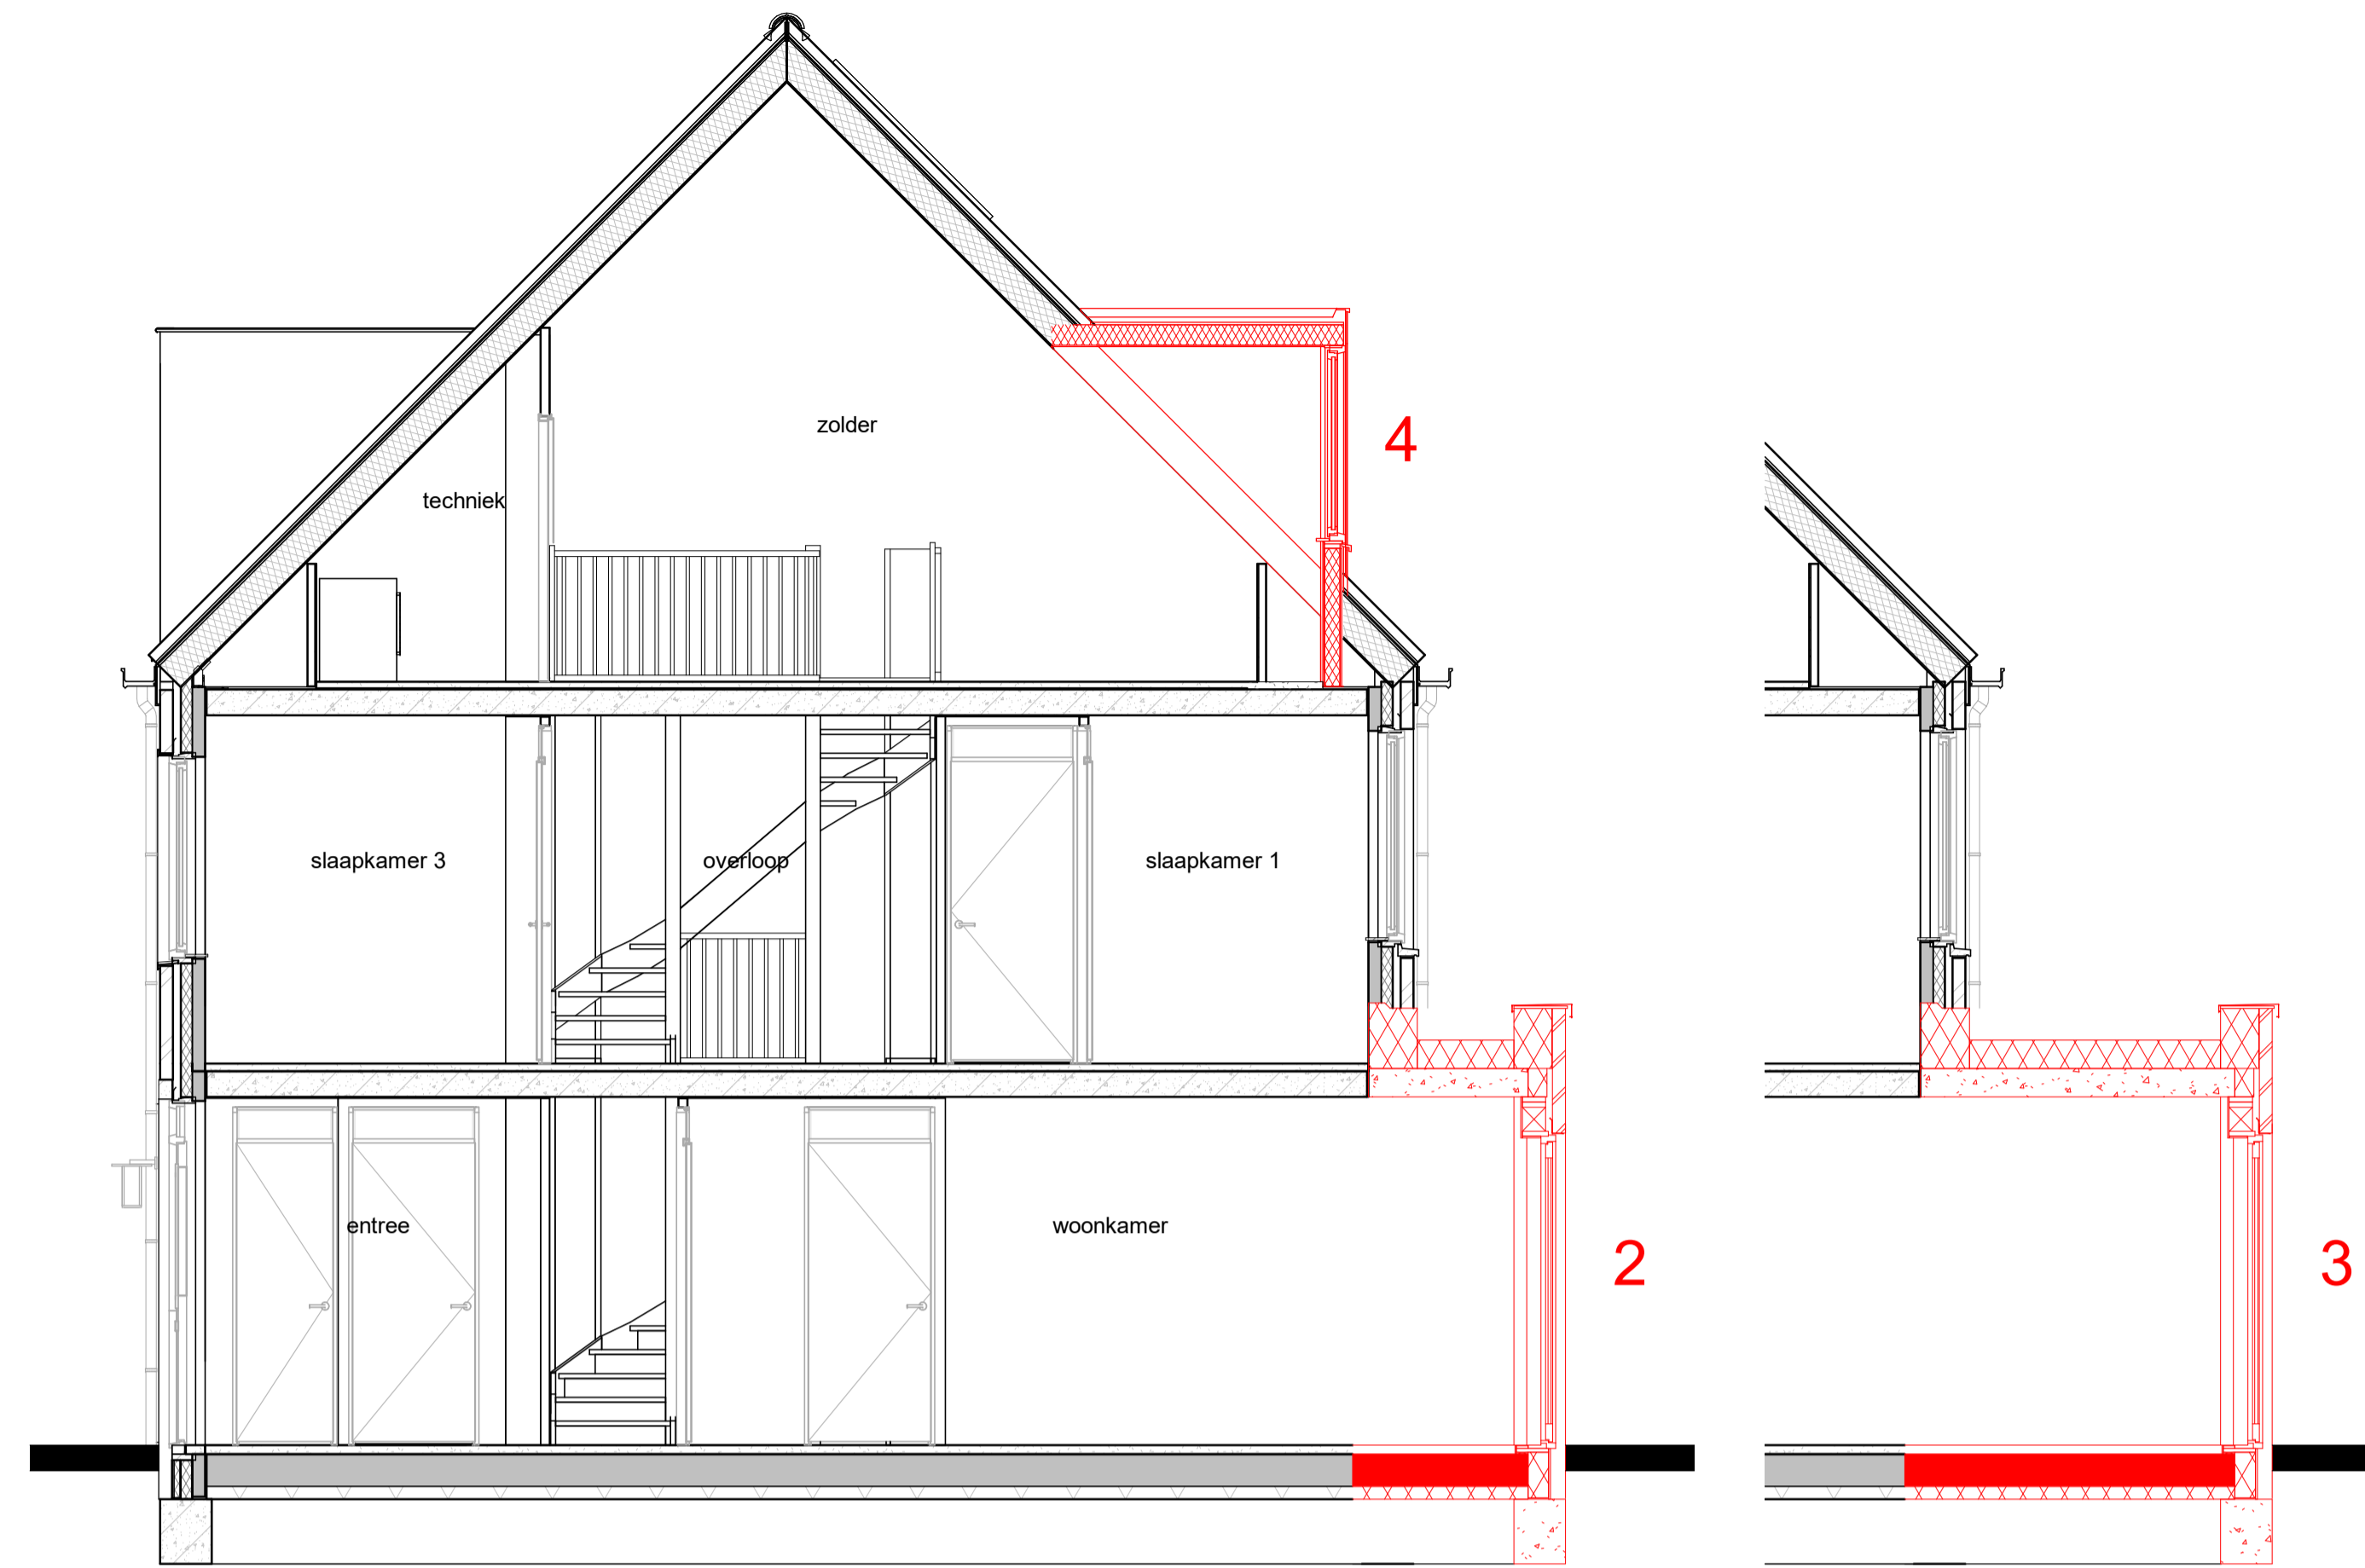 zolder
4
techniek
slaapkamer 3
overloop
slaapkamer 1
entree
woonkamer
2
3